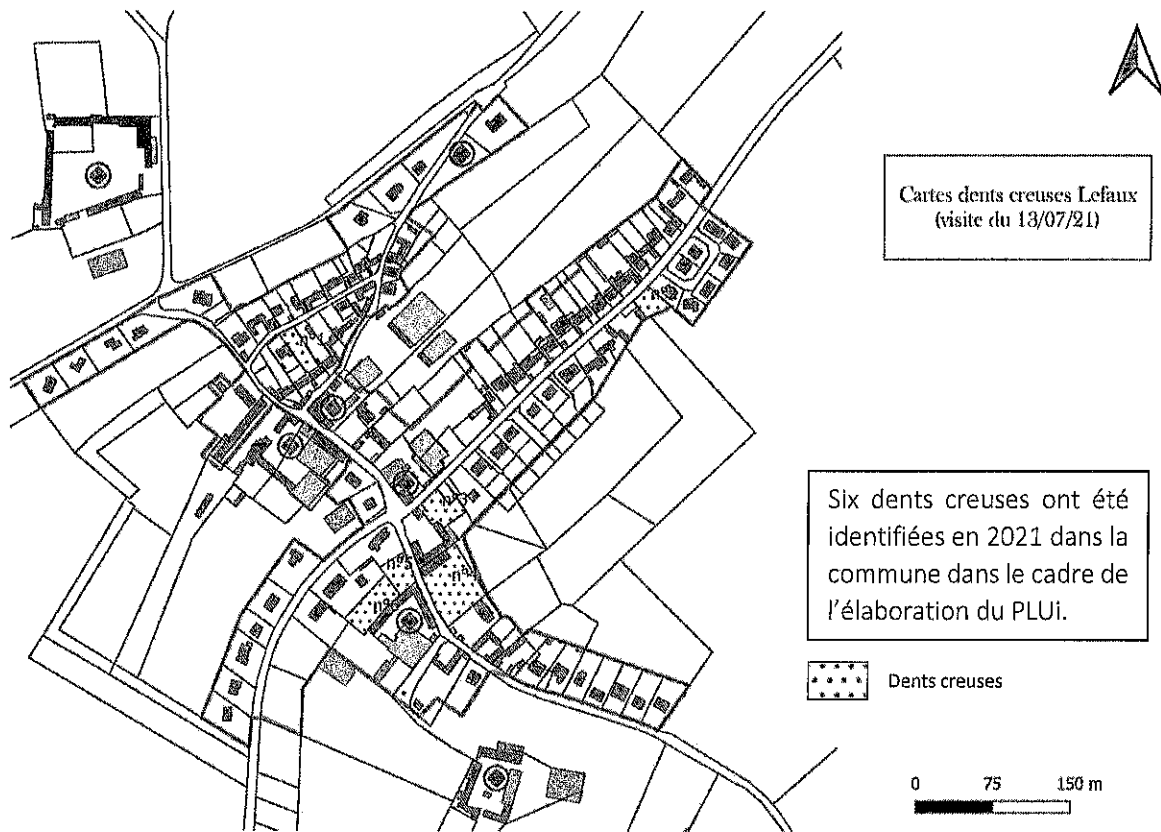 Cartes dents creuses Lefaux
(visite du 13/07/21)
Six dents creuses ont été
identifiées en 2021 dans la
commune dans le cadre de
l'élaboration du PLUi.
Dents creuses
0 75 150 m
n°3
n°5
n°4
n°6